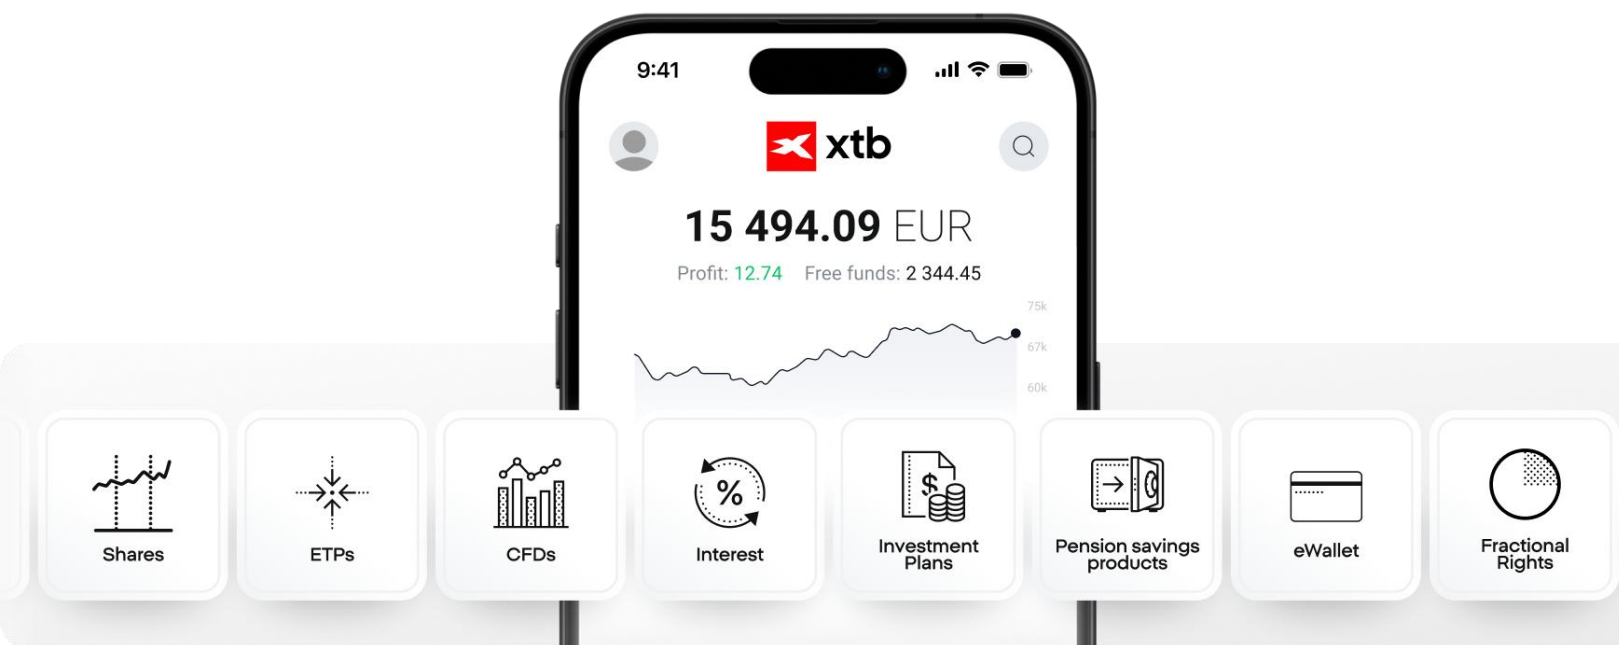 9:41
xtb
15 494.09 EUR
Profit: 12.74 Free funds: 2 344.45
75k
67k
60k
$
%
Shares
ETPs
CFDs
Interest
Investment
Plans
Pension savings
products
eWallet
Fractional
Rights